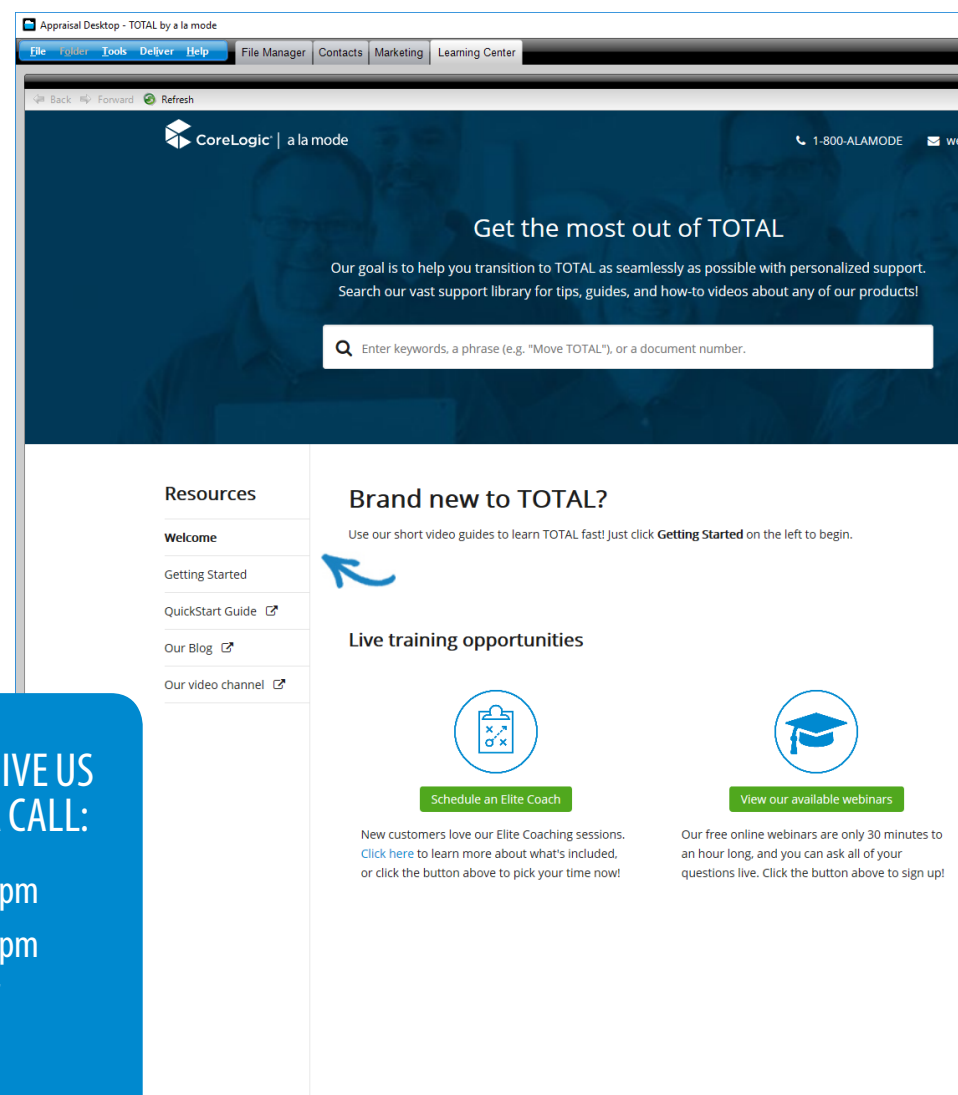 Appraisal Desktop - TOTAL by a la mode
File Folder Tools Deliver Help File Manager Contacts Marketing Learning Center
Back Forward Refresh
CoreLogic | a la mode 1-800-ALAMODE
Get the most out of TOTAL
Our goal is to help you transition to TOTAL as seamlessly as possible with personalized support.
Search our vast support library for tips, guides, and how-to videos about any of our products!
Enter keywords, a phrase (e.g. "Move TOTAL"), or a document number.
Resources
Welcome
Getting Started
QuickStart Guide
Our Blog
Our video channel
Brand new to TOTAL?
Use our short video guides to learn TOTAL fast! Just click Getting Started on the left to begin.
Live training opportunities
Schedule an Elite Coach
New customers love our Elite Coaching sessions.
Click here to learn more about what's included,
or click the button above to pick your time now!
View our available webinars
Our free online webinars are only 30 minutes to
an hour long, and you can ask all of your
questions live. Click the button above to sign up!
IVE US
CALL:
pm
pm